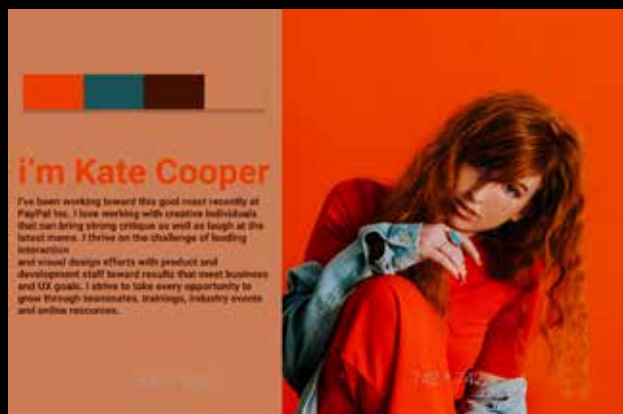 i'm Kate Cooper
I've been working toward this goal most recently at
PayPal Inc. I love working with creative individuals
that can bring strong critique as well as laugh at the
latest meme. I thrive on the challenge of leading
interaction
and visual design efforts with product and
development staff toward results that meet business
and UX goals. I strive to take every opportunity to
grow through teammates, trainings, industry events
and online resources.
742 * 742